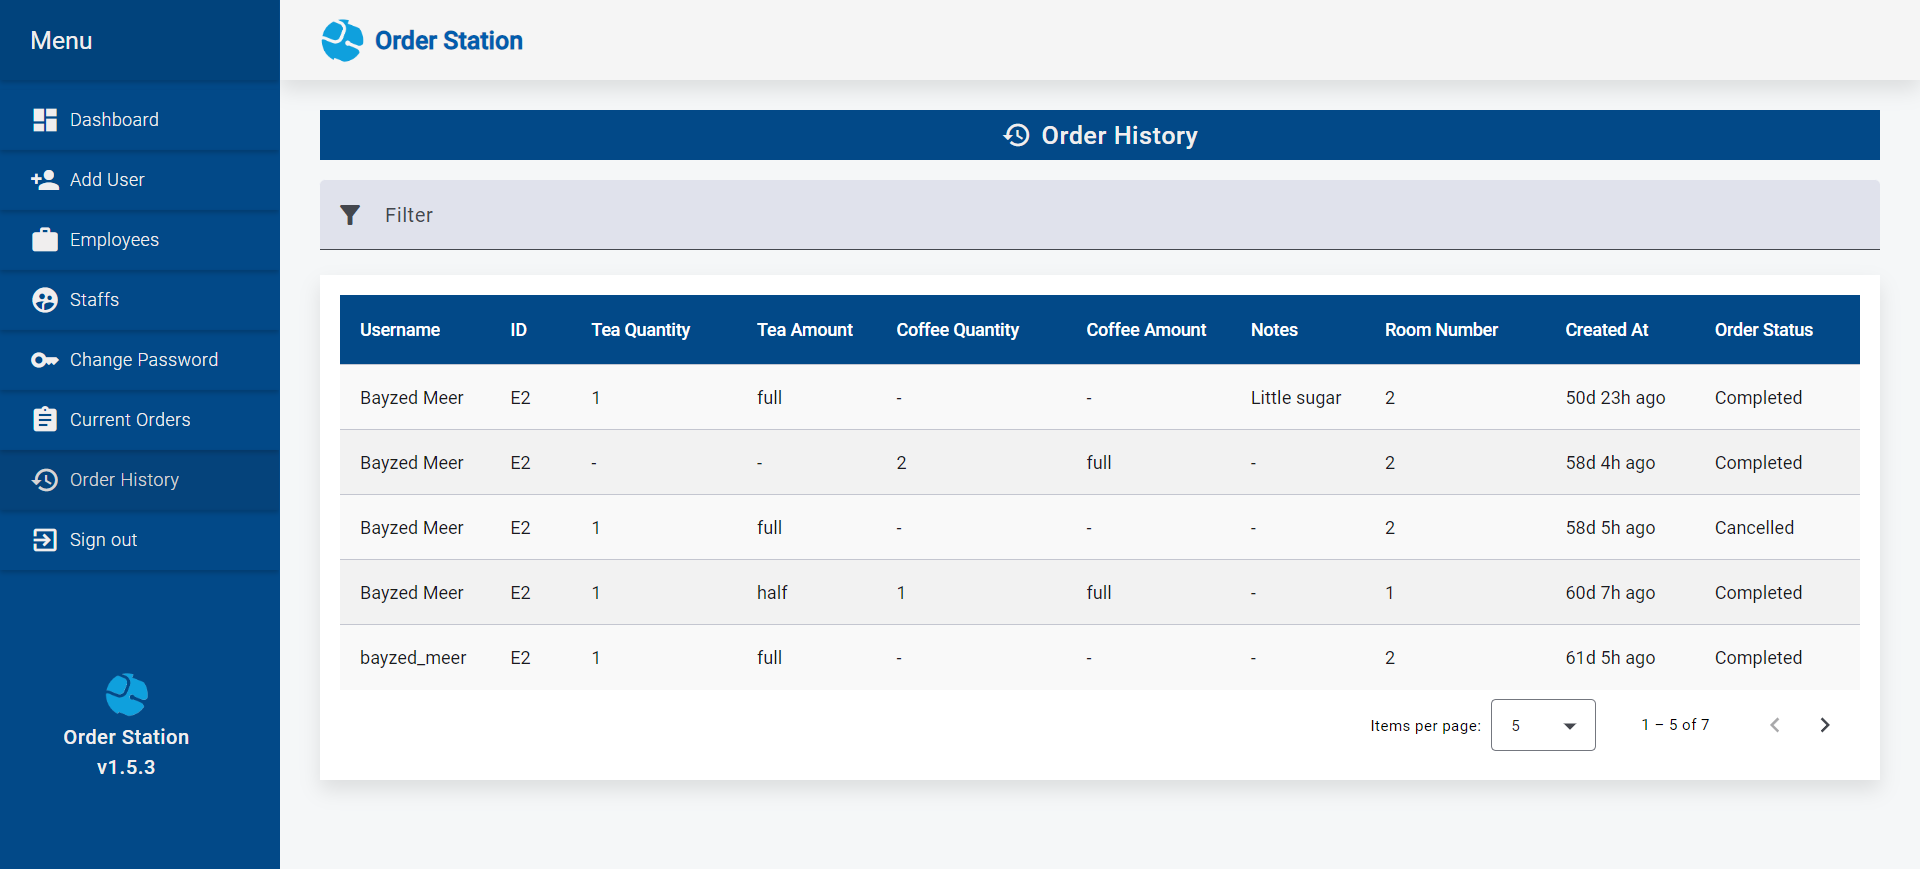 Menu
Order Station
Dashboard
Add User
Employees
Staffs
Change Password
Current Orders
Order History
Sign out
Order Station
v1.5.3
Order History
Filter
Username ID Tea Quantity Tea Amount Coffee Quantity Coffee Amount Notes Room Number Created At Order Status
Bayzed Meer E2 1 full - - Little sugar 2 50d 23h ago Completed
Bayzed Meer E2 - - 2 full - 2 58d 4h ago Completed
Bayzed Meer E2 1 full - - - 2 58d 5h ago Cancelled
Bayzed Meer E2 1 half 1 full - 1 60d 7h ago Completed
bayzed_meer E2 1 full - - - 2 61d 5h ago Completed
Items per page: 5 1 – 5 of 7